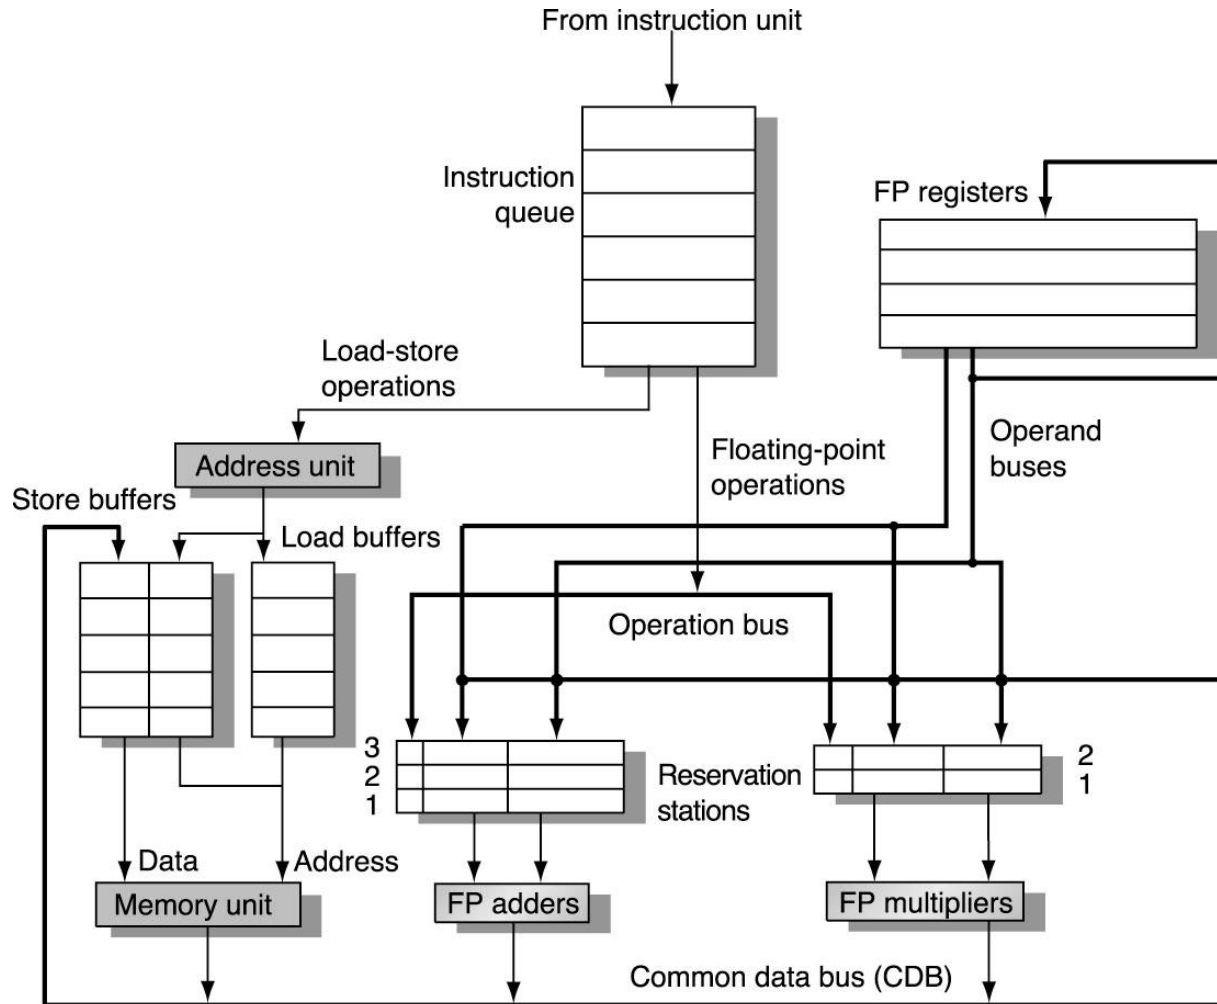 From instruction unit
Instruction
queue
FP registers
Load-store
operations
Address unit
Floating-point
operations
Operand
buses
Store buffers
Load buffers
Operation bus
3
2
1
Reservation
stations
2
1
Data
Address
Memory unit
FP adders
FP multipliers
Common data bus (CDB)